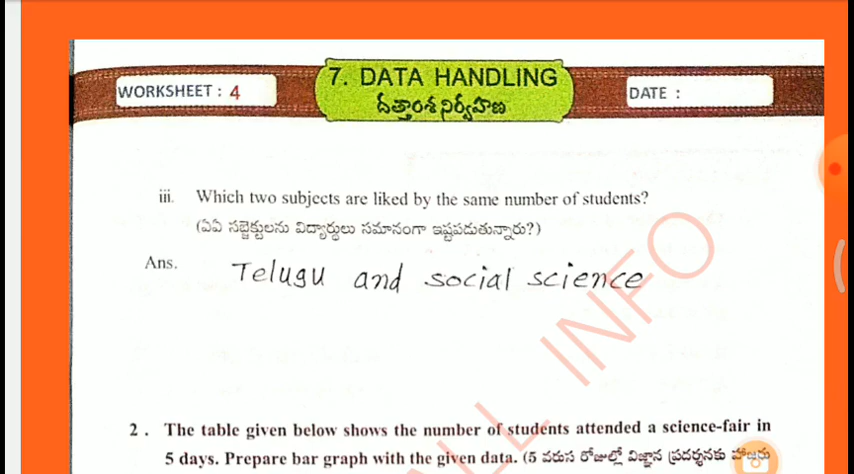 7. DATA HANDLING
WORKSHEET : 4
DATE :
దత్తాంశ నిర్వహణ
iii. Which two subjects are liked by the same number of students?
(ఏఏ సబ్జెక్టులను విద్యార్థులు సమానంగా ఇష్టపడుతున్నారు?)
Ans. Telugu and social science
ALL INFO
2 . The table given below shows the number of students attended a science-fair in
5 days. Prepare bar graph with the given data. (5 వరుస రోజుల్లో విజ్ఞాన ప్రదర్శనకు హాజరు